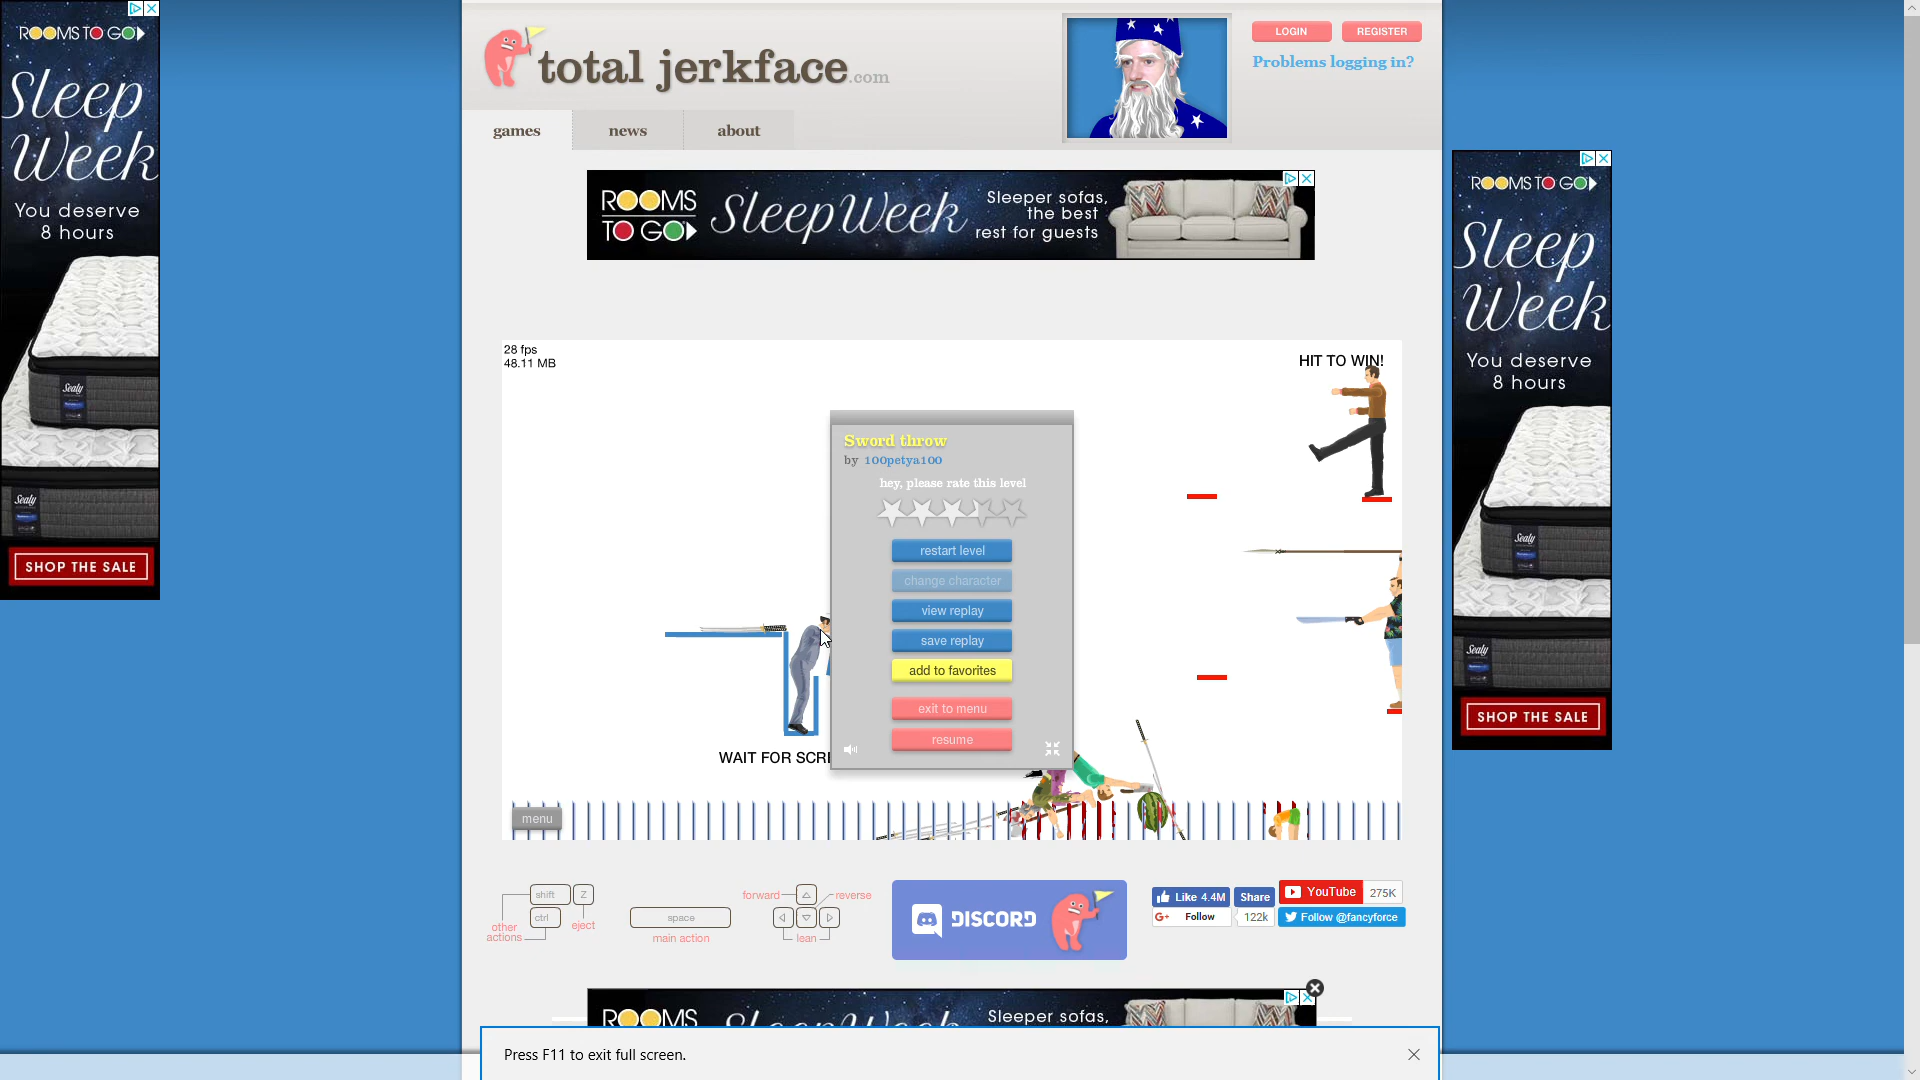 ROOMS TO GO
Sleep
Week
You deserve
8 hours
Sealy
Sealy
SHOP THE SALE
total jerkface.com
LOGIN
REGISTER
Problems logging in?
games
news
about
ROOMS
TO GO
Sleep Week
Sleeper sofas,
the best
rest for guests
28 fps
48.11 MB
HIT TO WIN!
Sword throw
by 100petya100
hey, please rate this level
restart level
change character
view replay
save replay
add to favorites
exit to menu
resume
WAIT FOR SCRE
menu
shift
Z
ctrl
other
actions
eject
space
main action
forward
reverse
lean
DISCORD
Like 4.4M
Share
YouTube
275K
G+ Follow
122k
Follow @fancyforce
ROOMS TO GO
Sleep
Week
You deserve
8 hours
Sealy
Sealy
SHOP THE SALE
ROOMS
Sleeper sofas,
Press F11 to exit full screen.